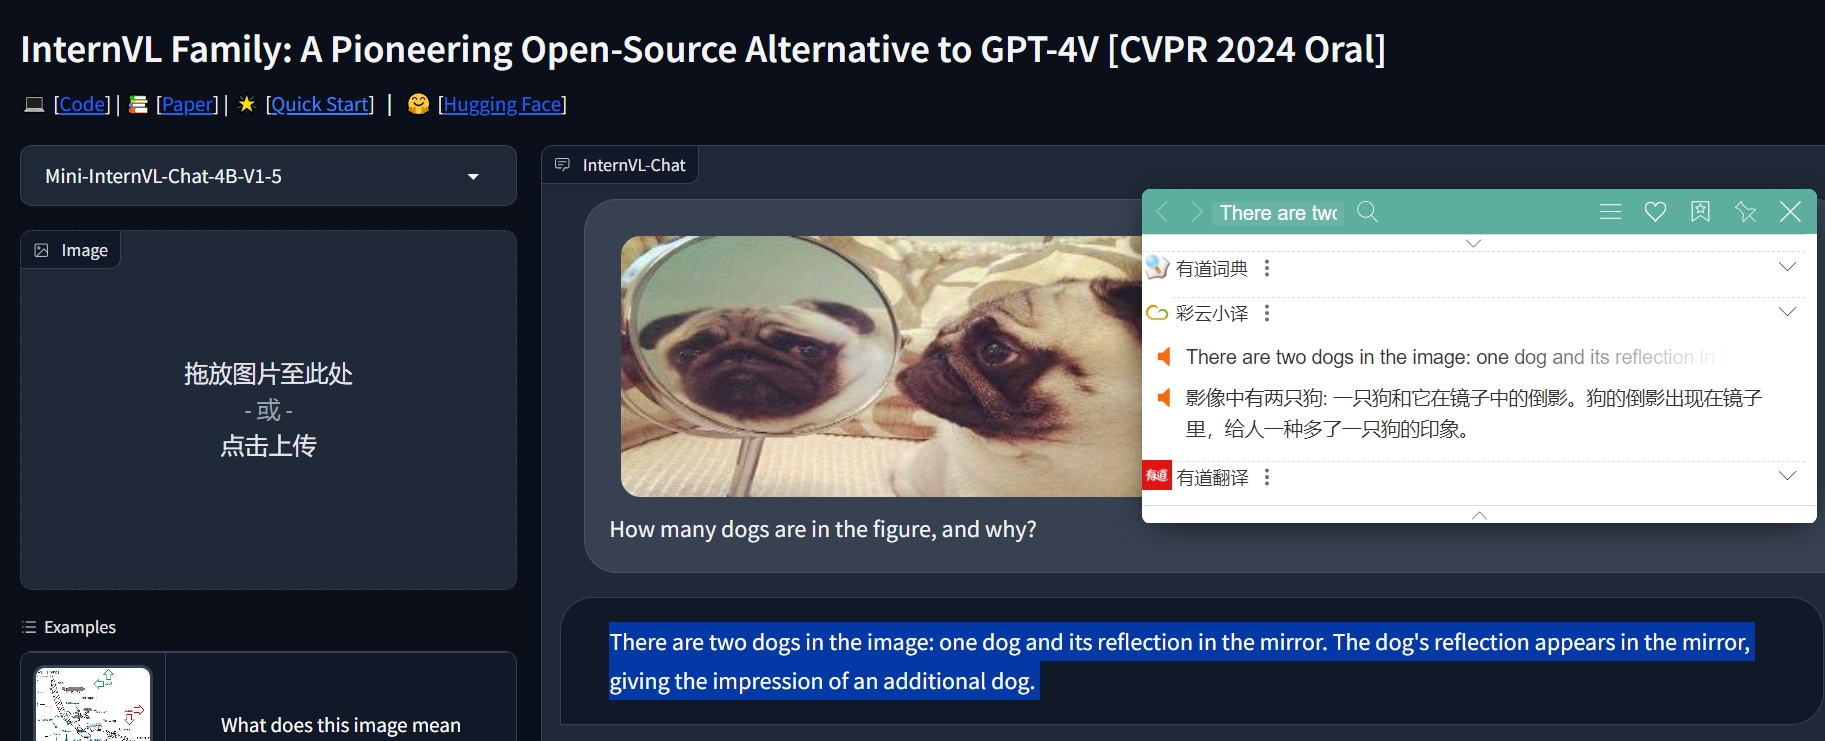 InternVL Family: A Pioneering Open-Source Alternative to GPT-4V [CVPR 2024 Oral]
[Code] | [Paper] | [Quick Start] | [Hugging Face]
Mini-InternVL-Chat-4B-V1-5
Image
拖放图片至此处
- 或 -
点击上传
Examples
What does this image mean
InternVL-Chat
How many dogs are in the figure, and why?
There are two dogs in the image: one dog and its reflection in the mirror. The dog's reflection appears in the mirror,
giving the impression of an additional dog.
There are two
有道词典
彩云小译
There are two dogs in the image: one dog and its reflection in
影像中有两只狗: 一只狗和它在镜子中的倒影。狗的倒影出现在镜子
里，给人一种多了一只狗的印象。
有道
有道翻译